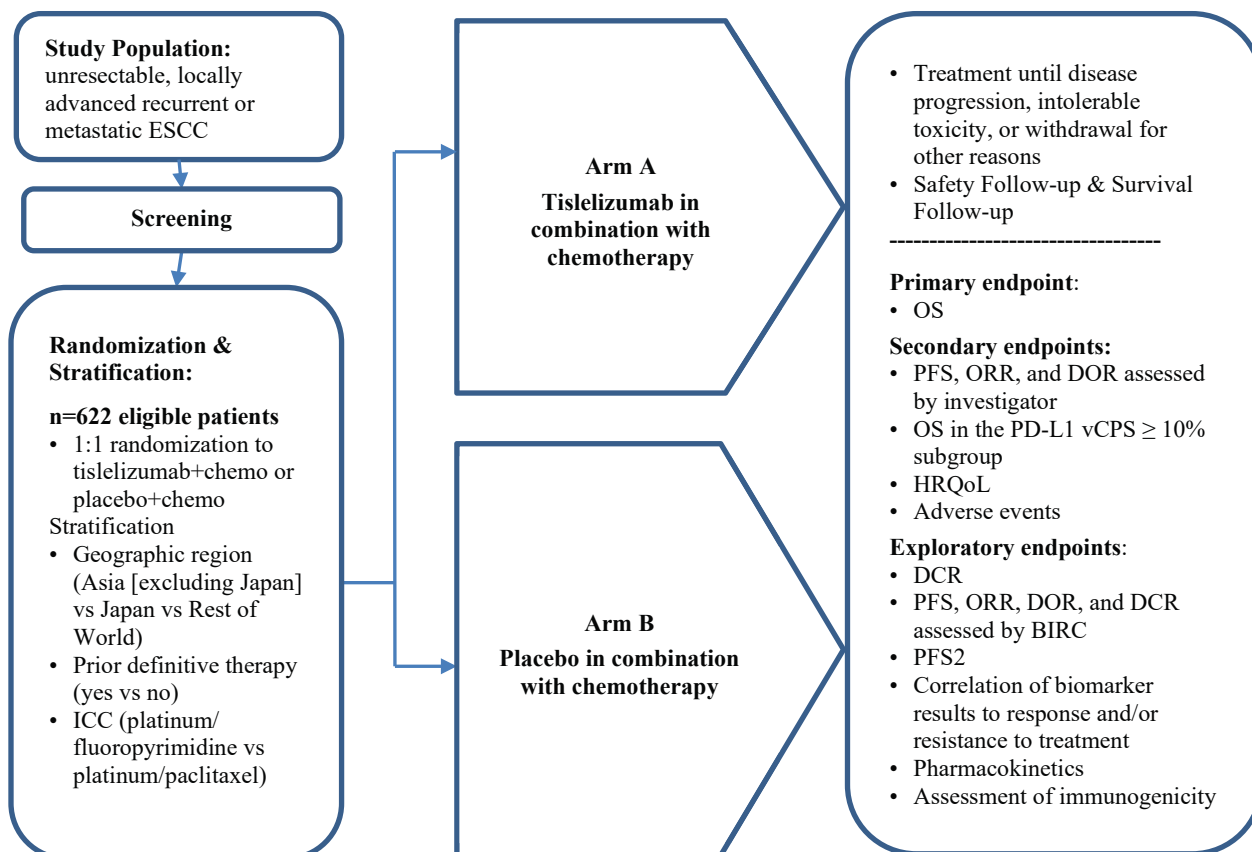 Study Population:
unresectable, locally
advanced recurrent or
metastatic ESCC
Screening
Randomization &
Stratification:
n=622 eligible patients
• 1:1 randomization to
tislelizumab+chemo or
placebo+chemo
Stratification
• Geographic region
(Asia [excluding Japan]
vs Japan vs Rest of
World)
• Prior definitive therapy
(yes vs no)
• ICC (platinum/
fluoropyrimidine vs
platinum/paclitaxel)
Arm A
Tislelizumab in
combination with
chemotherapy
Arm B
Placebo in combination
with chemotherapy
• Treatment until disease
progression, intolerable
toxicity, or withdrawal for
other reasons
• Safety Follow-up & Survival
Follow-up
----------------------------------
Primary endpoint:
• OS
Secondary endpoints:
• PFS, ORR, and DOR assessed
by investigator
• OS in the PD-L1 vCPS ≥ 10%
subgroup
• HRQoL
• Adverse events
Exploratory endpoints:
• DCR
• PFS, ORR, DOR, and DCR
assessed by BIRC
• PFS2
• Correlation of biomarker
results to response and/or
resistance to treatment
• Pharmacokinetics
• Assessment of immunogenicity